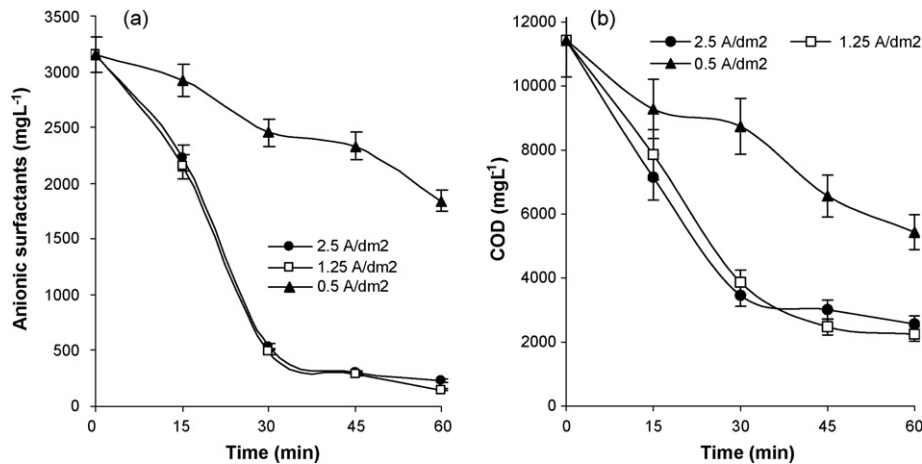 (a)
3500
3000
2500
2000
1500
1000
500
0
Anionic surfactants (mgL-1)
2.5 A/dm2
1.25 A/dm2
0.5 A/dm2
0 15 30 45 60
Time (min)
(b)
12000
10000
8000
6000
4000
2000
0
COD (mgL-1)
2.5 A/dm2 1.25 A/dm2
0.5 A/dm2
0 15 30 45 60
Time (min)